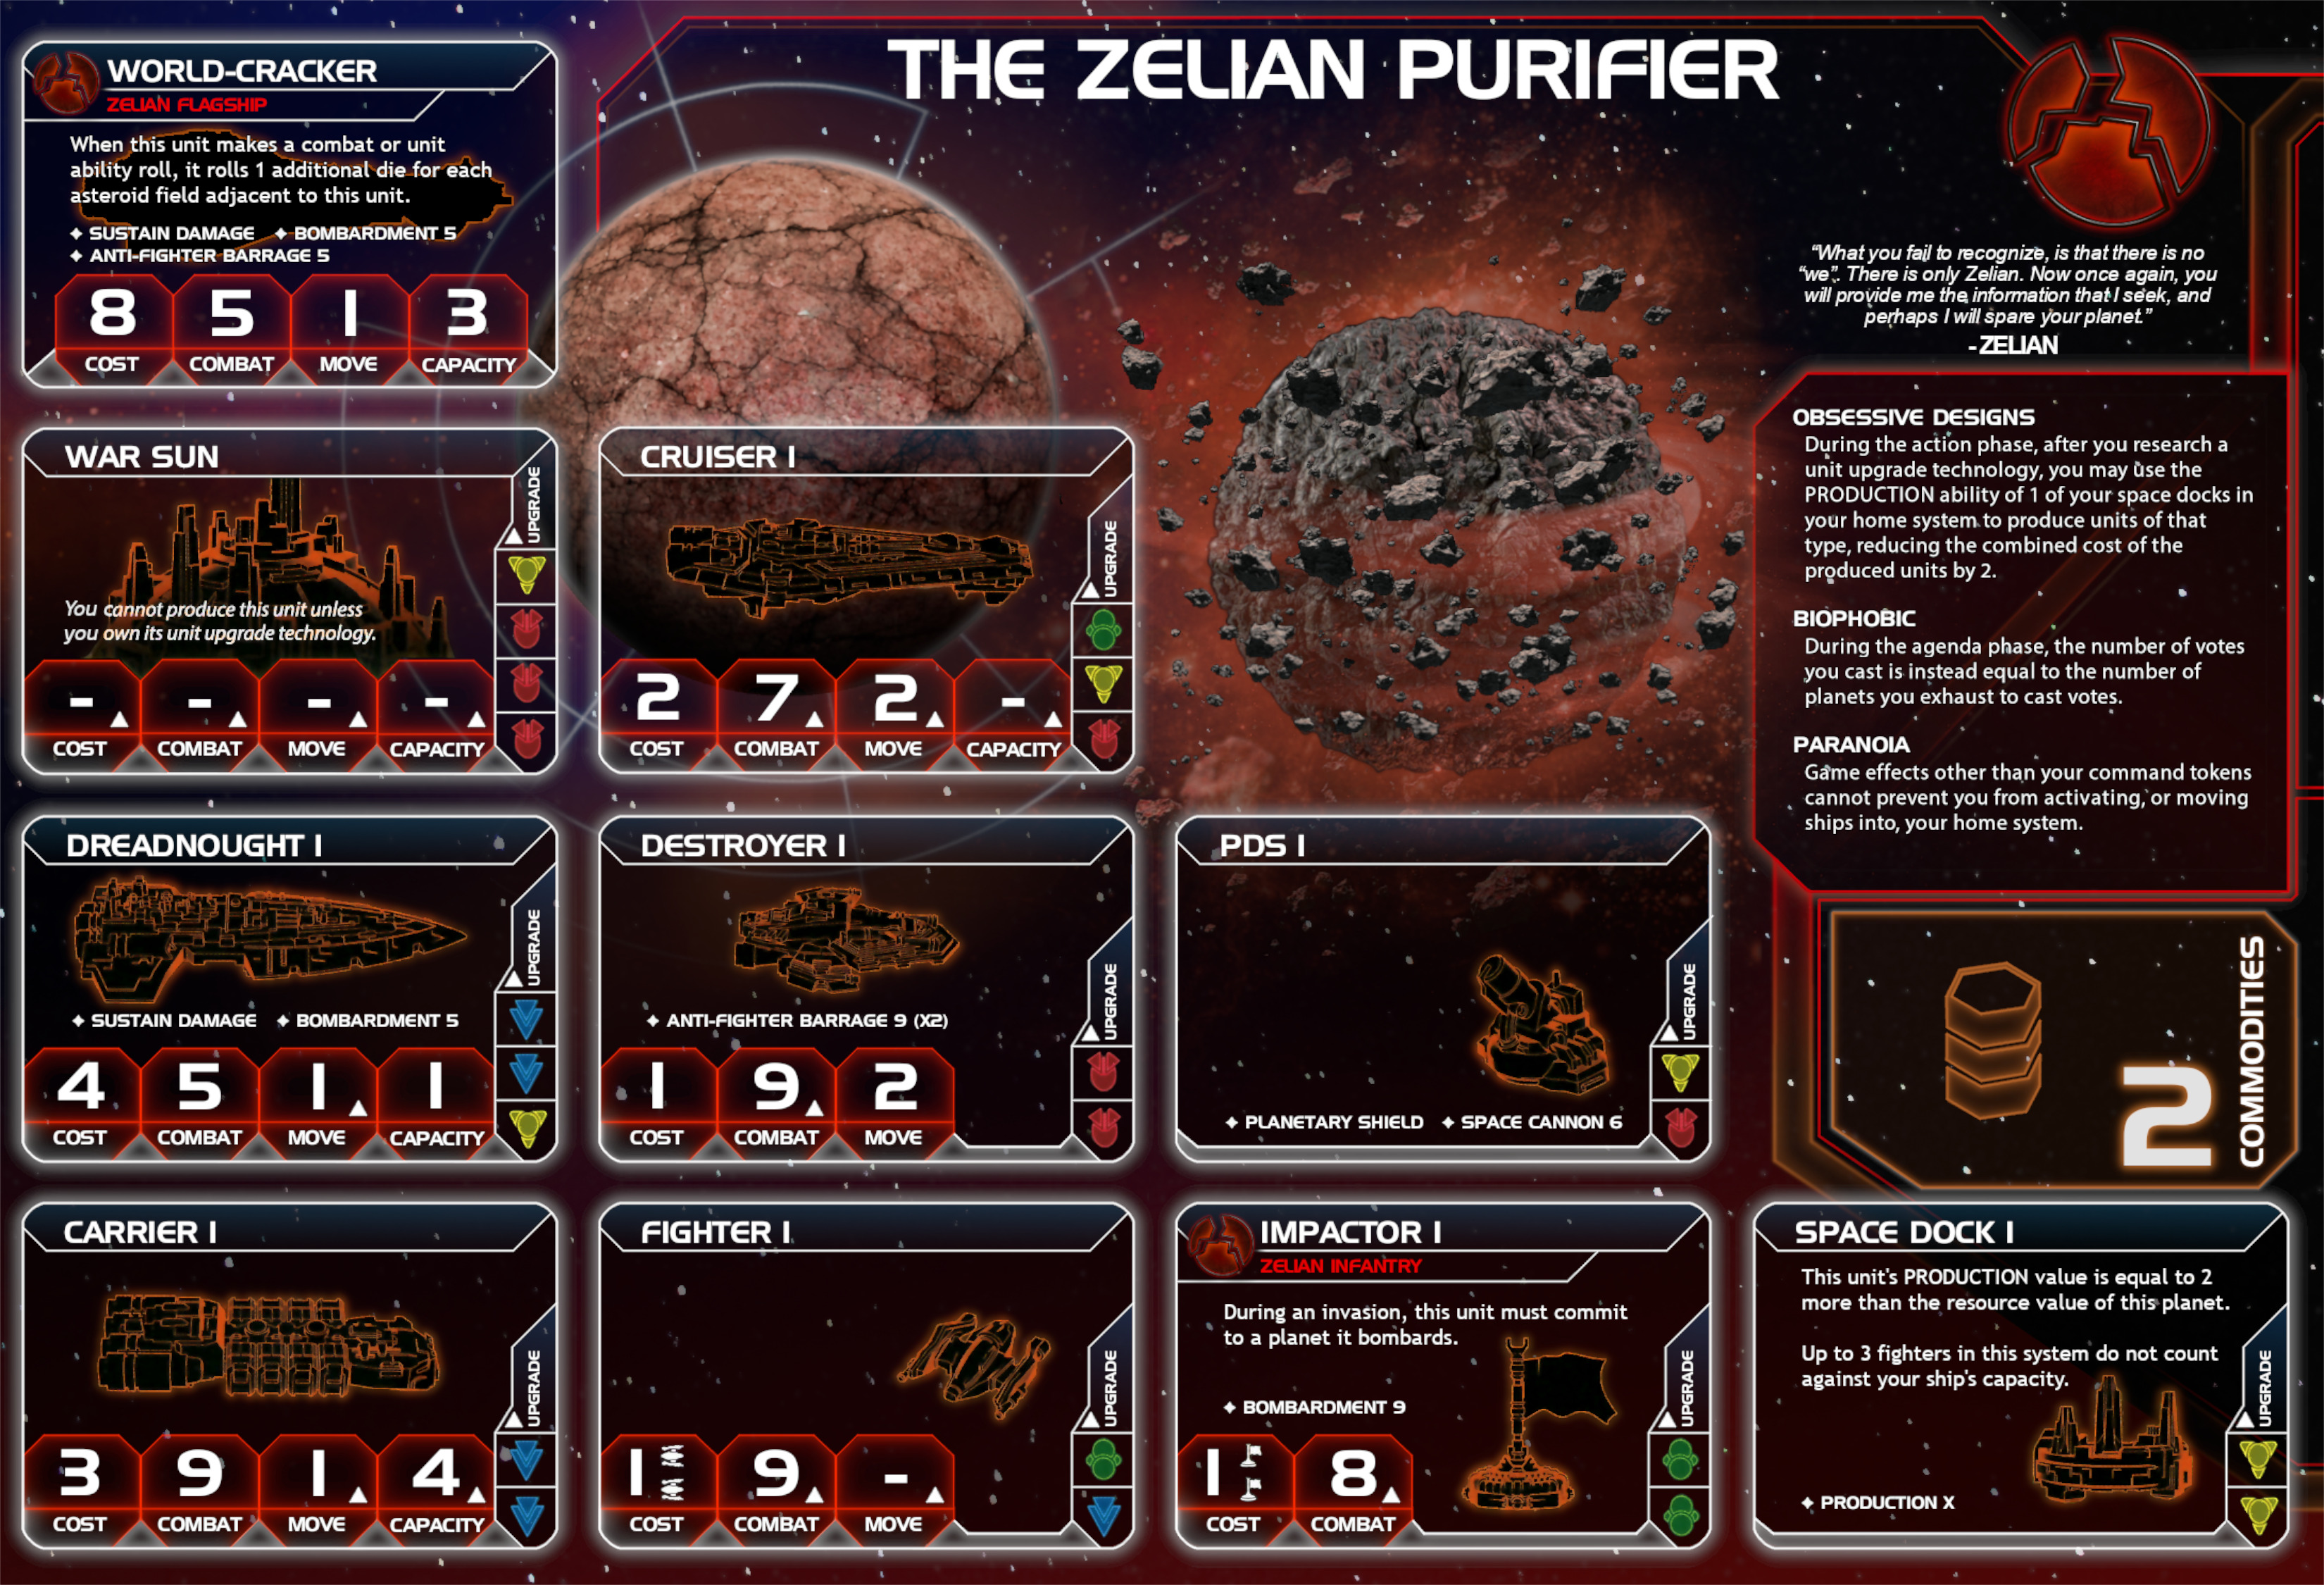 THE ZELIAN PURIFIER
WORLD-CRACKER
ZELIAN FLAGSHIP
When this unit makes a combat or unit
ability roll, it rolls 1 additional die for each
asteroid field adjacent to this unit.
SUSTAIN DAMAGE BOMBARDMENT 5
ANTI-FIGHTER BARRAGE 5
8 5 1 3
COST COMBAT MOVE CAPACITY
“What you fail to recognize, is that there is no
“we”. There is only Zelian. Now once again, you
will provide me the information that I seek, and
perhaps I will spare your planet.”
-ZELIAN
OBSESSIVE DESIGNS
During the action phase, after you research a
unit upgrade technology, you may use the
PRODUCTION ability of 1 of your space docks in
your home system to produce units of that
type, reducing the combined cost of the
produced units by 2.
BIOPHOBIC
During the agenda phase, the number of votes
you cast is instead equal to the number of
planets you exhaust to cast votes.
PARANOIA
Game effects other than your command tokens
cannot prevent you from activating, or moving
ships into, your home system.
WAR SUN
UPGRADE
You cannot produce this unit unless
you own its unit upgrade technology.
- - - -
COST COMBAT MOVE CAPACITY
CRUISER I
UPGRADE
2 7 2 -
COST COMBAT MOVE CAPACITY
DREADNOUGHT I
UPGRADE
SUSTAIN DAMAGE BOMBARDMENT 5
4 5 1 1
COST COMBAT MOVE CAPACITY
DESTROYER I
UPGRADE
ANTI-FIGHTER BARRAGE 9 (X2)
1 9 2
COST COMBAT MOVE
PDS I
UPGRADE
PLANETARY SHIELD SPACE CANNON 6
2
COMMODITIES
CARRIER I
UPGRADE
3 9 1 4
COST COMBAT MOVE CAPACITY
FIGHTER I
UPGRADE
1 9 -
COST COMBAT MOVE
IMPACTOR I
ZELIAN INFANTRY
During an invasion, this unit must commit
to a planet it bombards.
UPGRADE
BOMBARDMENT 9
1 8
COST COMBAT
SPACE DOCK I
This unit's PRODUCTION value is equal to 2
more than the resource value of this planet.
Up to 3 fighters in this system do not count
against your ship's capacity.
UPGRADE
PRODUCTION X